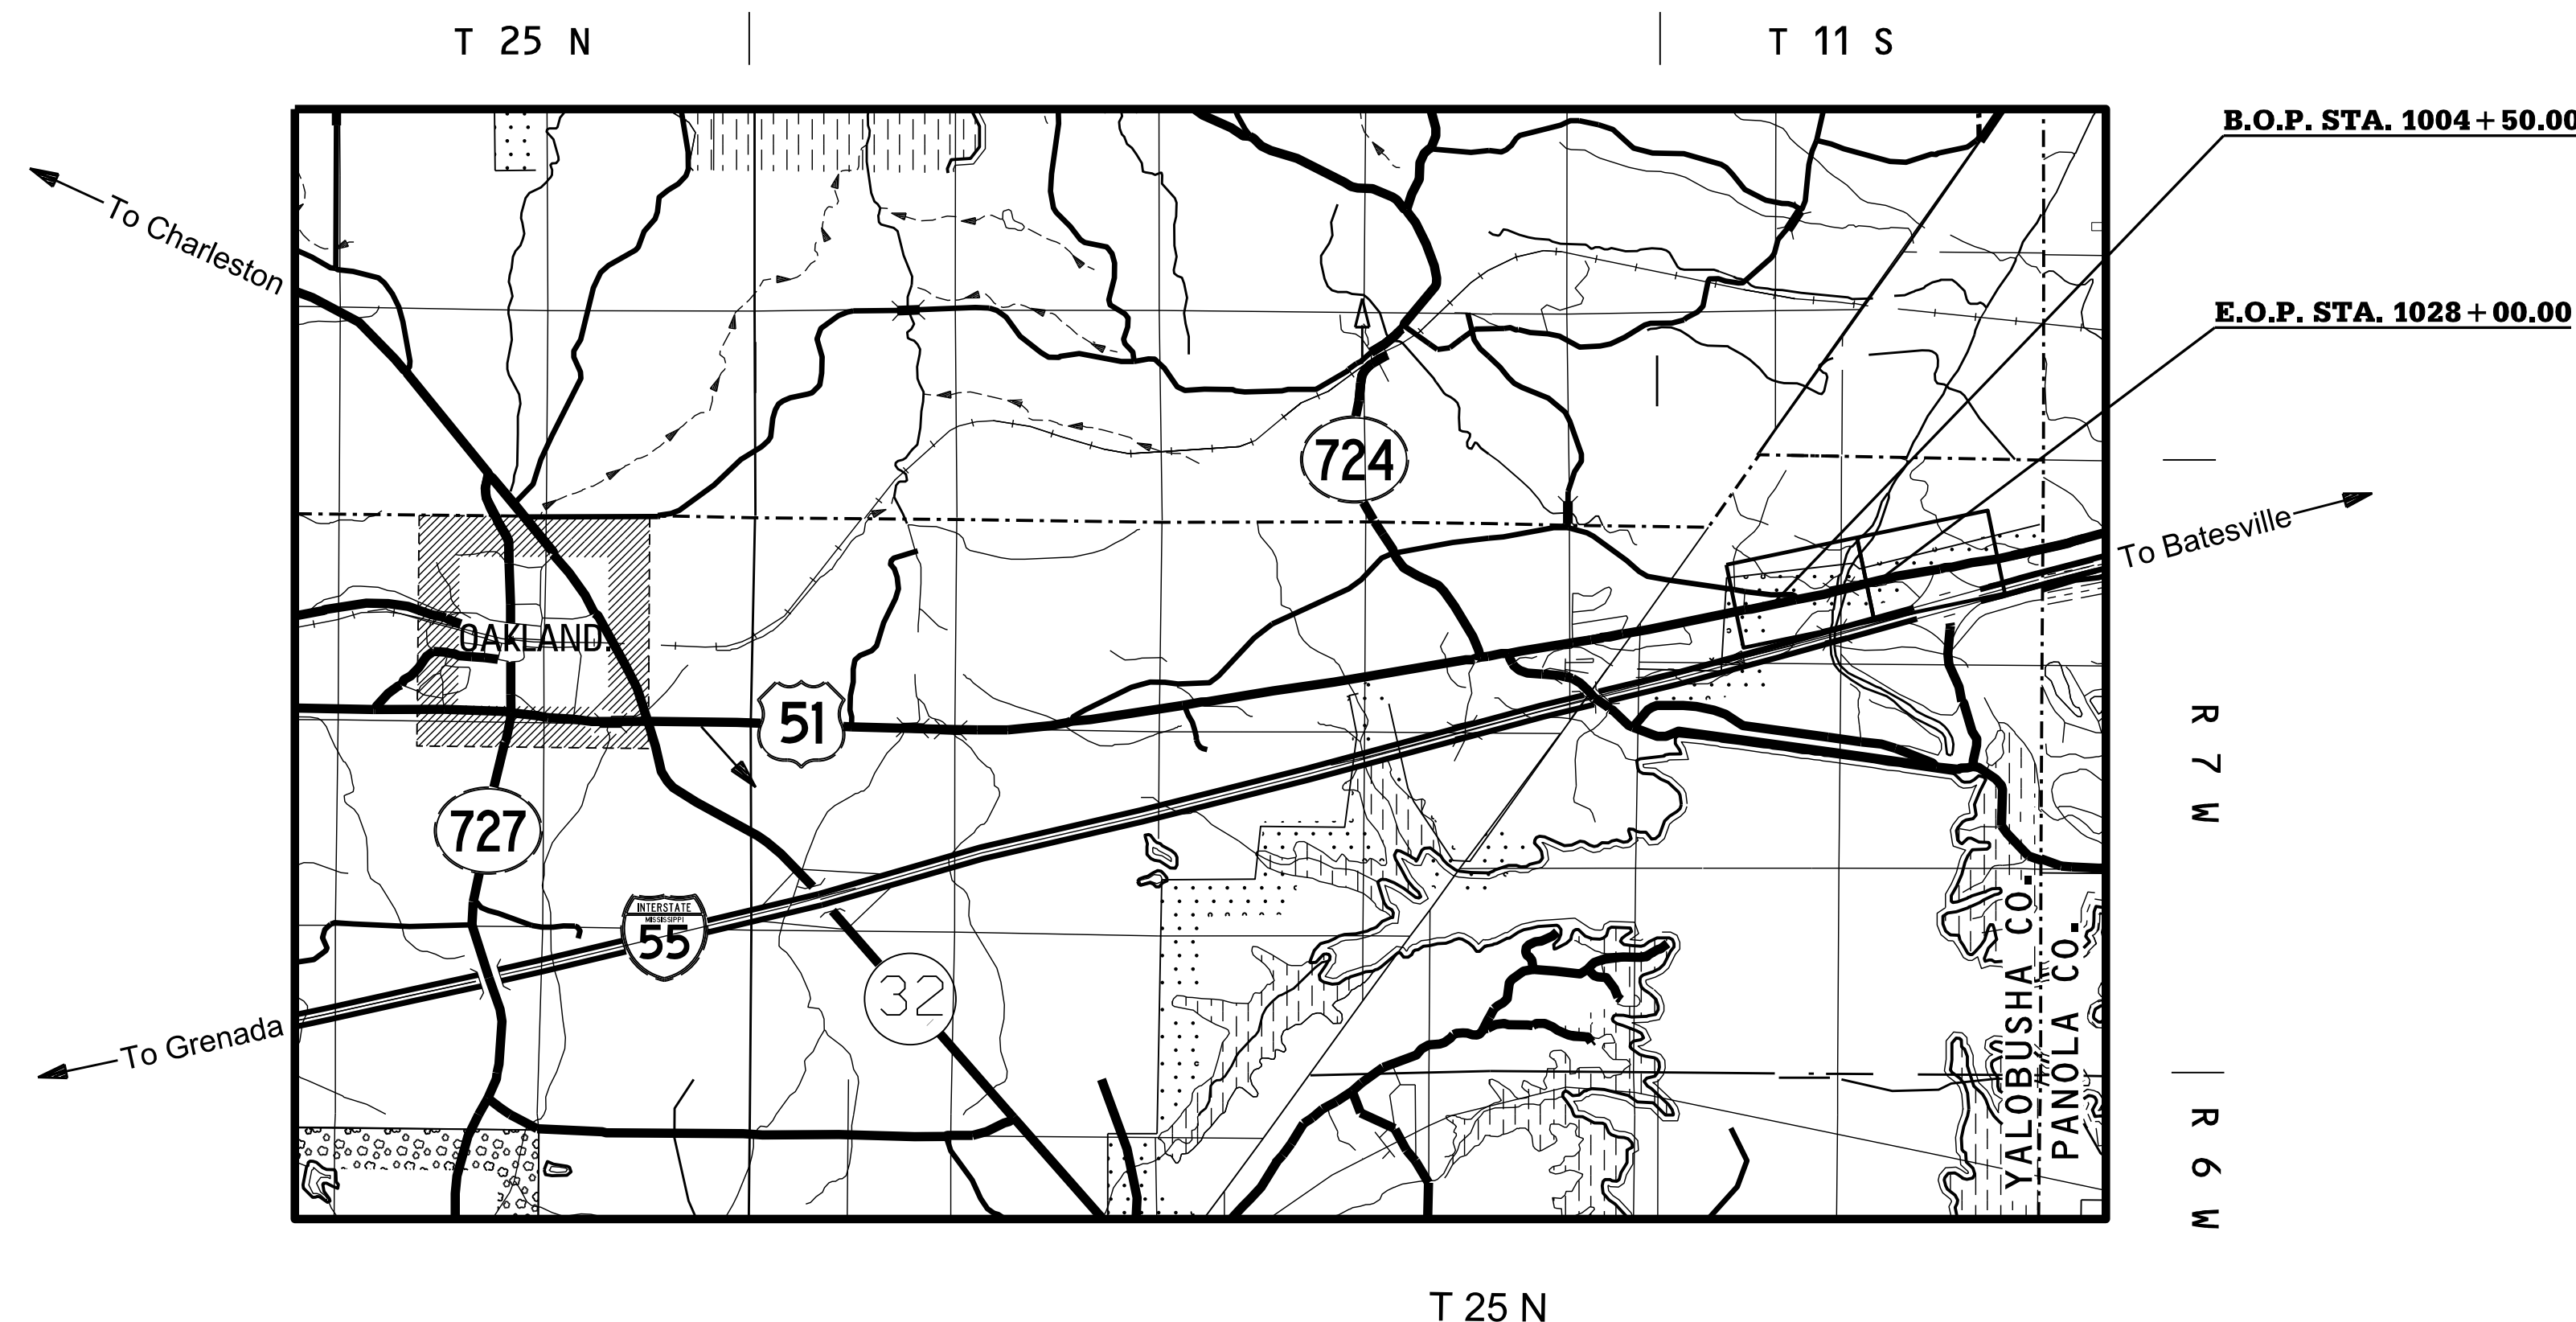 T 25 N
T 11 S
B.O.P. STA. 1004+50.00
E.O.P. STA. 1028+00.00
To Charleston
724
To Batesville
OAKLAND
51
R 7 W
727
INTERSTATE
MISSISSIPPI
55
32
YALOBUSHA CO.
PANOLA CO.
To Grenada
R 6 W
T 25 N